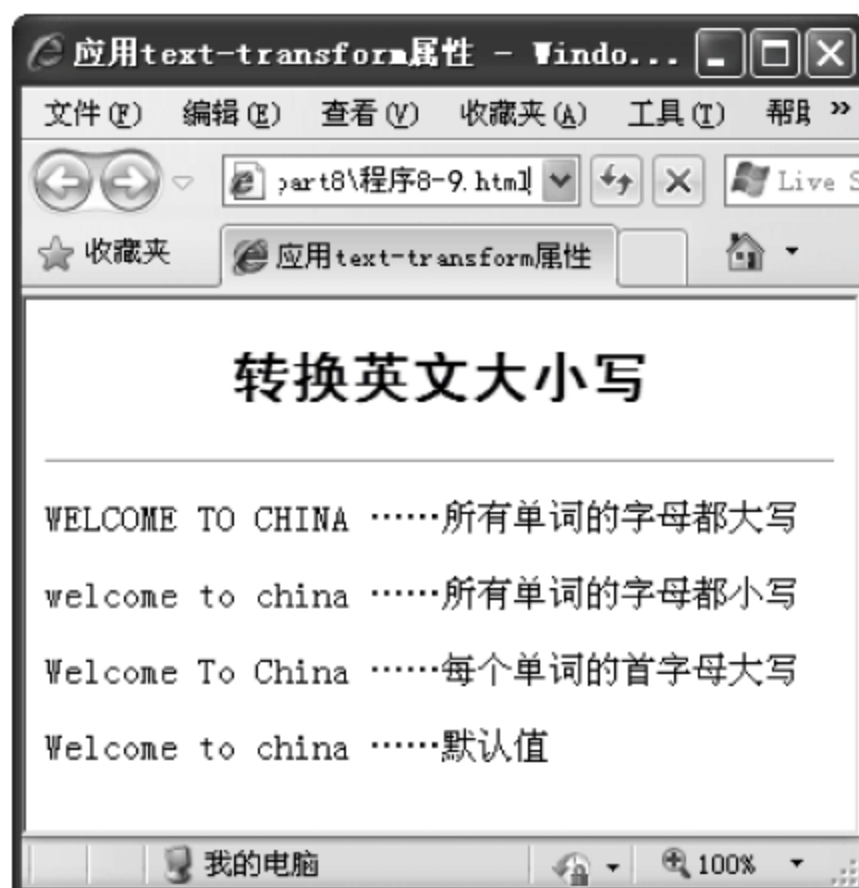 应用text-transform属性 - Windo...
文件(F) 编辑(E) 查看(V) 收藏夹(A) 工具(T) »
part8\程序8-9.html Live S
收藏夹 应用text-transform属性
转换英文大小写
WELCOME TO CHINA ……所有单词的字母都大写
welcome to china ……所有单词的字母都小写
Welcome To China ……每个单词的首字母大写
Welcome to china ……默认值
我的电脑 100%